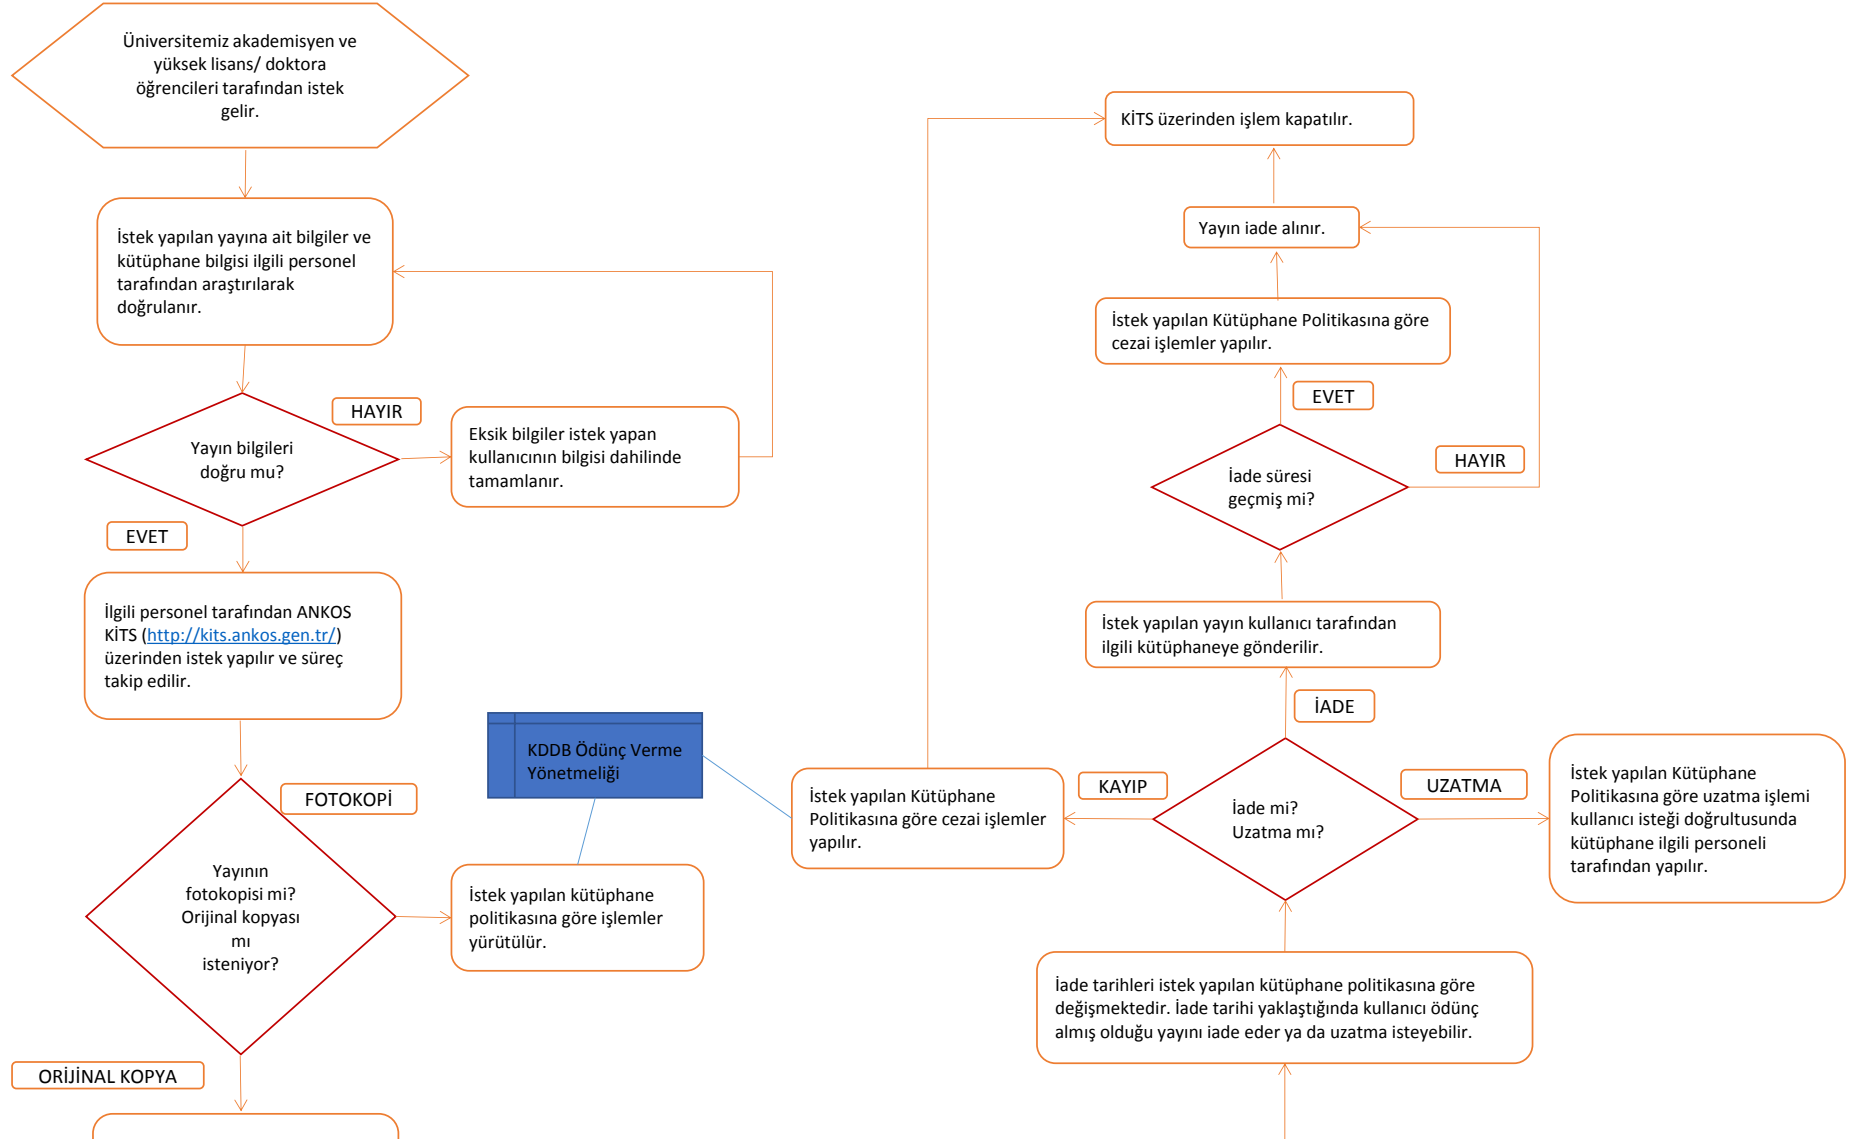 Üniversitemiz akademisyen ve
yüksek lisans/ doktora
öğrencileri tarafından istek
gelir.
İstek yapılan yayına ait bilgiler ve
kütüphane bilgisi ilgili personel
tarafından araştırılarak
doğrulanır.
Yayın bilgileri
doğru mu?
HAYIR
Eksik bilgiler istek yapan
kullanıcının bilgisi dahilinde
tamamlanır.
EVET
İlgili personel tarafından ANKOS
KİTS (http://kits.ankos.gen.tr/)
üzerinden istek yapılır ve süreç
takip edilir.
FOTOKOPİ
Yayının
fotokopisi mi?
Orijinal kopyası
mı
isteniyor?
İstek yapılan kütüphane
politikasına göre işlemler
yürütülür.
KDDB Ödünç Verme
Yönetmeliği
ORİJİNAL KOPYA
KİTS üzerinden işlem kapatılır.
Yayın iade alınır.
İstek yapılan Kütüphane Politikasına göre
cezai işlemler yapılır.
EVET
İade süresi
geçmiş mi?
HAYIR
İstek yapılan yayın kullanıcı tarafından
ilgili kütüphaneye gönderilir.
İADE
İstek yapılan Kütüphane
Politikasına göre cezai işlemler
yapılır.
KAYIP
İade mi?
Uzatma mı?
UZATMA
İstek yapılan Kütüphane
Politikasına göre uzatma işlemi
kullanıcı isteği doğrultusunda
kütüphane ilgili personeli
tarafından yapılır.
İade tarihleri istek yapılan kütüphane politikasına göre
değişmektedir. İade tarihi yaklaştığında kullanıcı ödünç
almış olduğu yayını iade eder ya da uzatma isteyebilir.